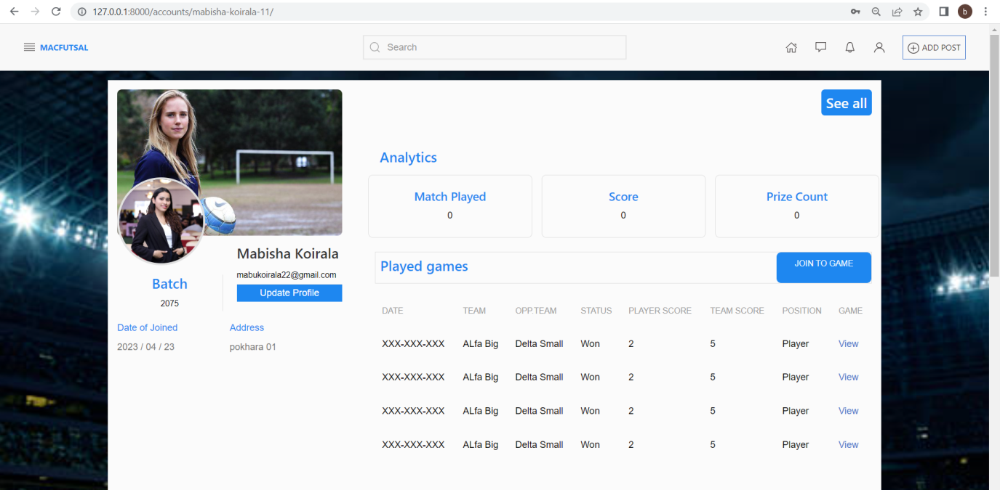 127.0.0.1:8000/accounts/mabisha-koirala-11/
b
MACFUTSAL
Search
ADD POST
See all
Analytics
Match Played
0
Score
0
Prize Count
0
Mabisha Koirala
mabukoirala22@gmail.com
Update Profile
Batch
2075
Date of Joined
Address
2023 / 04 / 23
pokhara 01
Played games
JOIN TO GAME
DATE TEAM OPP.TEAM STATUS PLAYER SCORE TEAM SCORE POSITION GAME
XXX-XXX-XXX ALfa Big Delta Small Won 2 5 Player View
XXX-XXX-XXX ALfa Big Delta Small Won 2 5 Player View
XXX-XXX-XXX ALfa Big Delta Small Won 2 5 Player View
XXX-XXX-XXX ALfa Big Delta Small Won 2 5 Player View